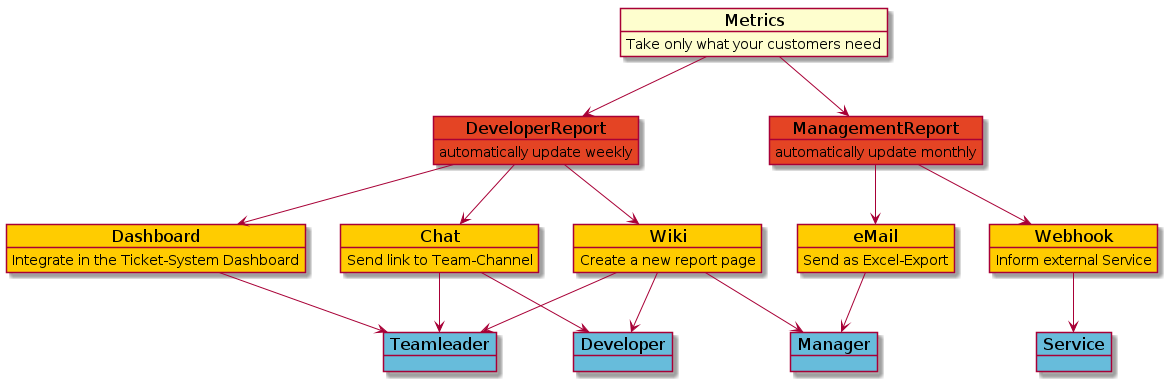 Metrics
Take only what your customers need
DeveloperReport
automatically update weekly
ManagementReport
automatically update monthly
Dashboard
Integrate in the Ticket-System Dashboard
Chat
Send link to Team-Channel
Wiki
Create a new report page
eMail
Send as Excel-Export
Webhook
Inform external Service
Teamleader
Developer
Manager
Service